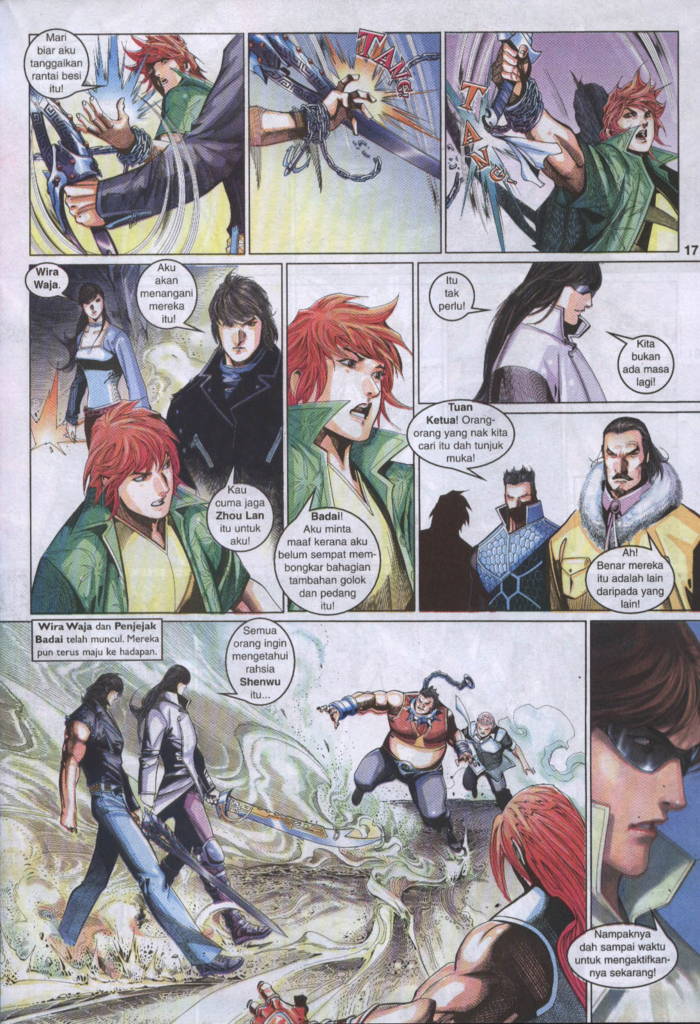 Mari
biar aku
tanggalkan
rantai besi
itu!
TANG
TANG
17
Wira
Waja.
Aku
akan
menangani
mereka
itu!
Kau
cuma jaga
Zhou Lan
itu untuk
aku!
Badai!
Aku minta
maaf kerana aku
belum sempat mem-
bongkar bahagian
tambahan golok
dan pedang
itu!
Itu
tak
perlu!
Kita
bukan
ada masa
lagi!
Tuan
Ketua! Orang-
orang yang nak kita
cari itu dah tunjuk
muka!
Ah!
Benar mereka
itu adalah lain
daripada yang
lain!
Wira Waja dan Penjejak
Badai telah muncul. Mereka
pun terus maju ke hadapan.
Semua
orang ingin
mengetahui
rahsia
Shenwu
itu...
Nampaknya
dah sampai waktu
untuk mengaktifkan-
nya sekarang!